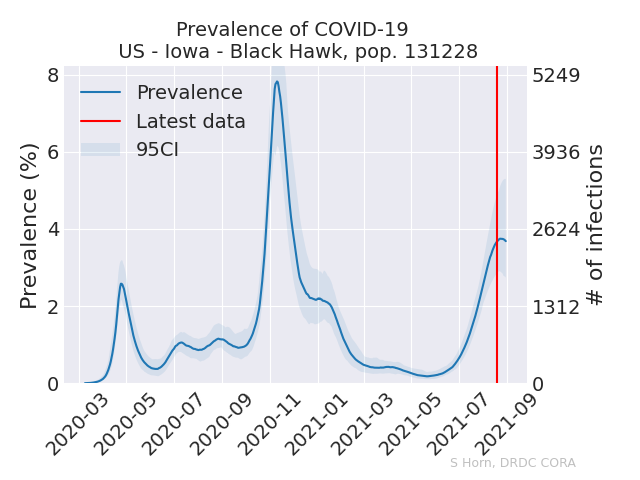 Prevalence of COVID-19
US - Iowa - Black Hawk, pop. 131228
Prevalence (%)
8
6
4
2
0
Prevalence
Latest data
95CI
5249
3936
2624
1312
0
# of infections
2020-03
2020-05
2020-07
2020-09
2020-11
2021-01
2021-03
2021-05
2021-07
2021-09
S Horn, DRDC CORA